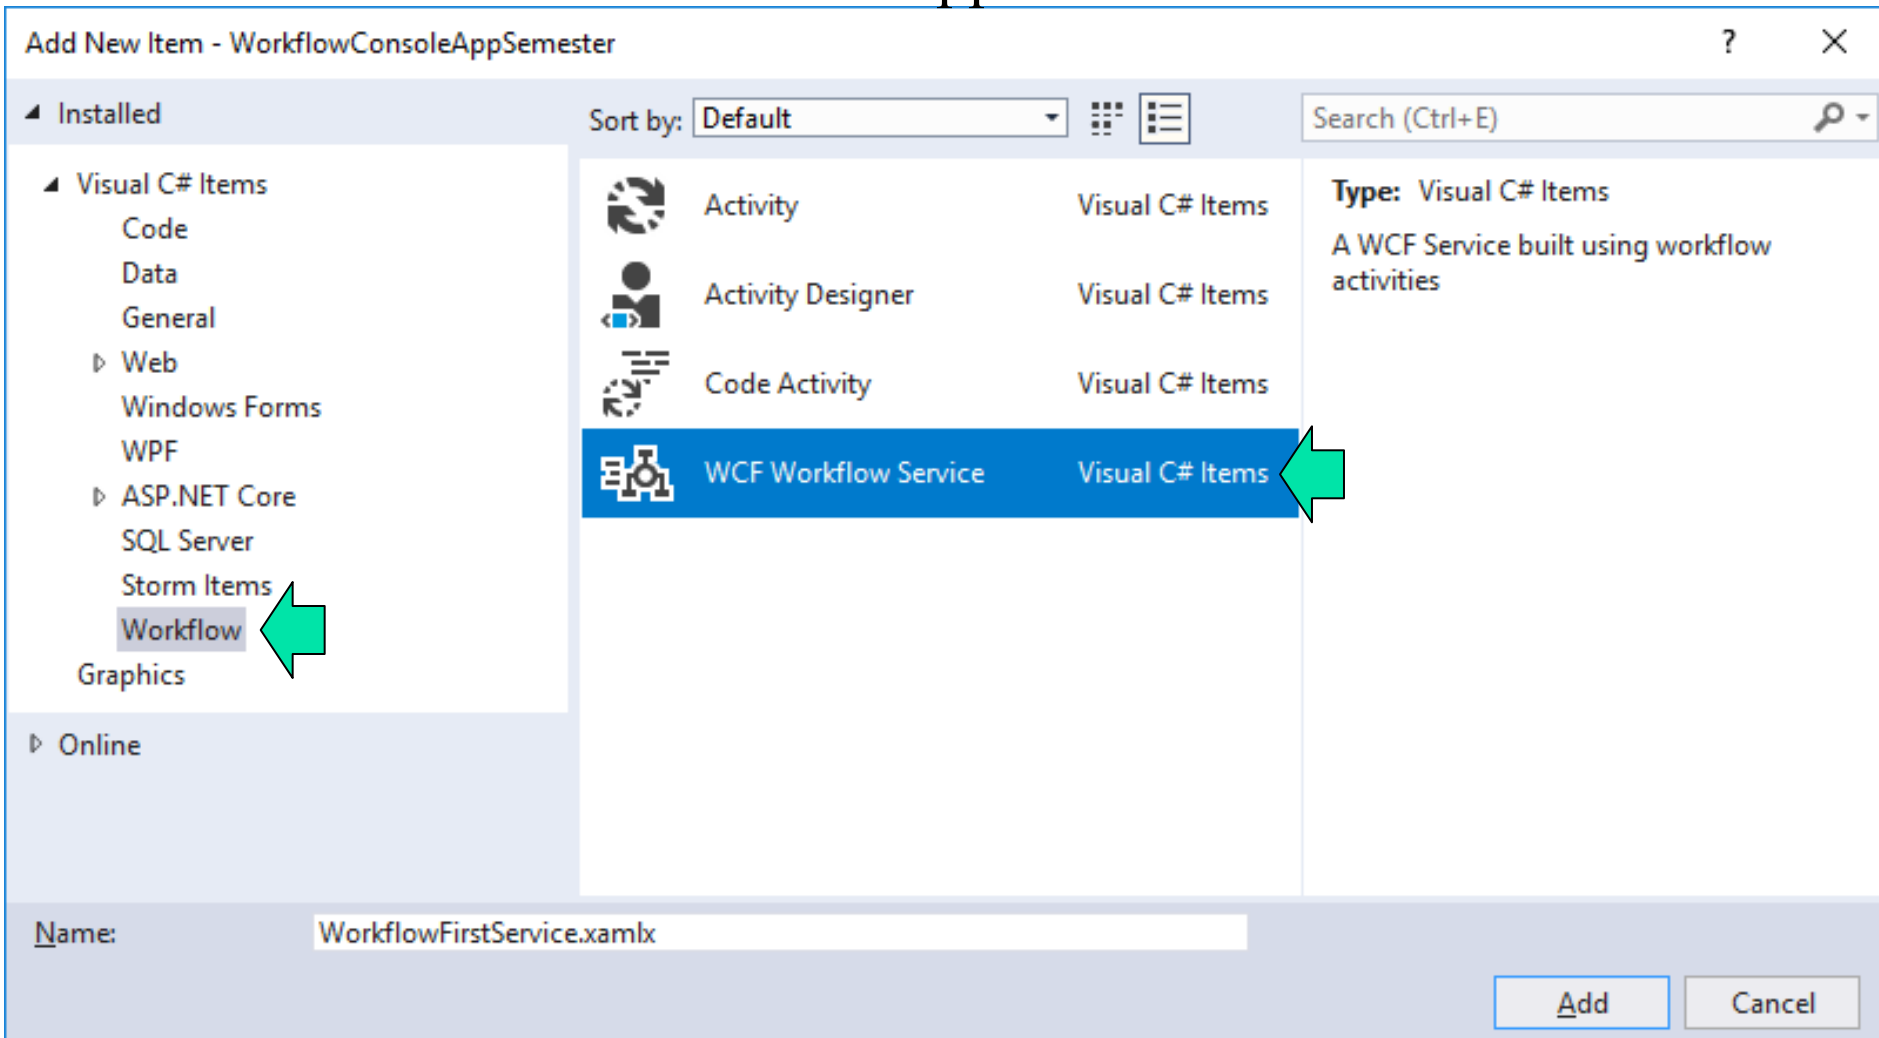 Add New Item - WorkflowConsoleAppSemester
?
Installed
Sort by: Default
Search (Ctrl+E)
Visual C# Items
Code
Data
General
Web
Windows Forms
WPF
ASP.NET Core
SQL Server
Storm Items
Workflow
Graphics
Online
Activity Visual C# Items
Activity Designer Visual C# Items
Code Activity Visual C# Items
WCF Workflow Service Visual C# Items
Type: Visual C# Items
A WCF Service built using workflow
activities
Name: WorkflowFirstService.xamlx
Add Cancel